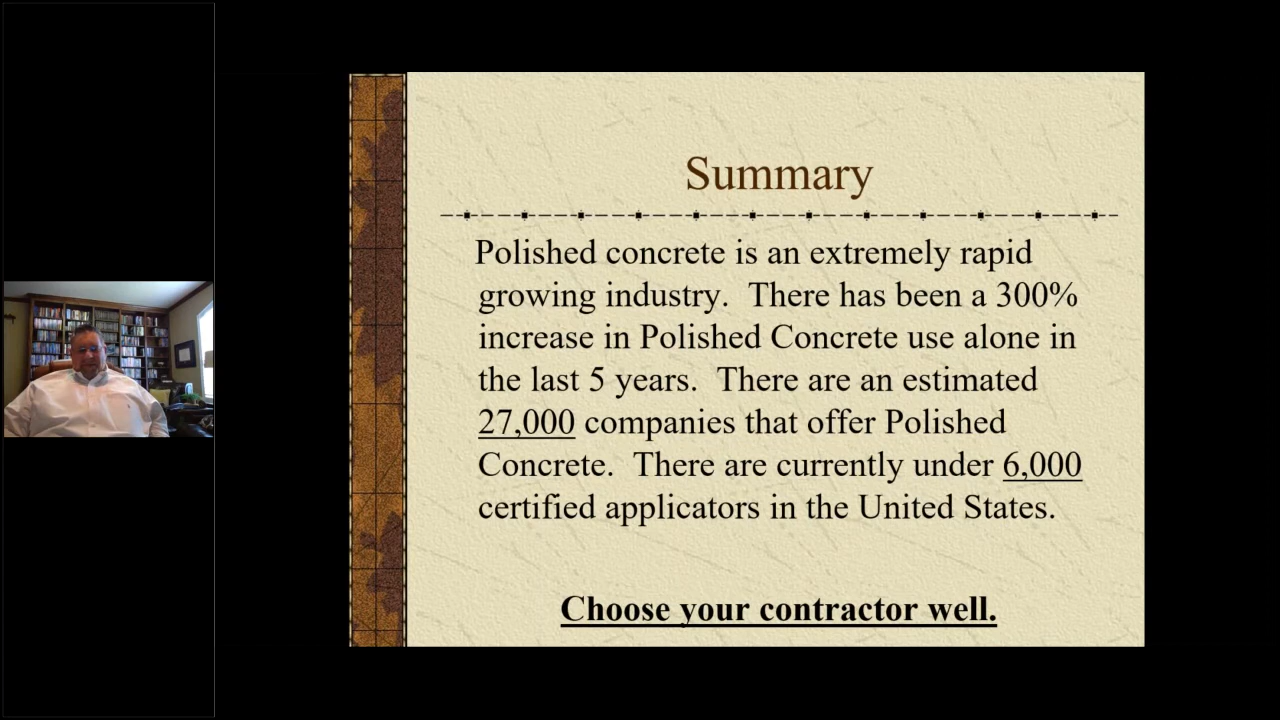 Summary
Polished concrete is an extremely rapid
growing industry.  There has been a 300%
increase in Polished Concrete use alone in
the last 5 years.  There are an estimated
27,000 companies that offer Polished
Concrete.  There are currently under 6,000
certified applicators in the United States.
Choose your contractor well.